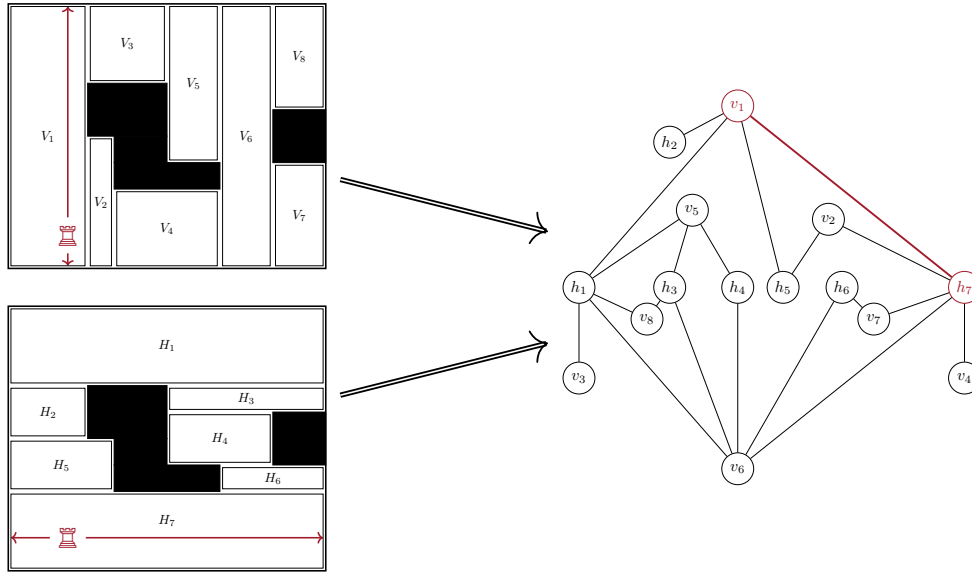 V₃
V₈
V₅
V₁
V₆
V₂
V₄
V₇
H₁
H₂
H₃
H₄
H₅
H₆
H₇
v₁
h₂
v₅
v₂
h₁
h₃
h₄
h₅
h₆
h₇
v₈
v₇
v₃
v₄
v₆